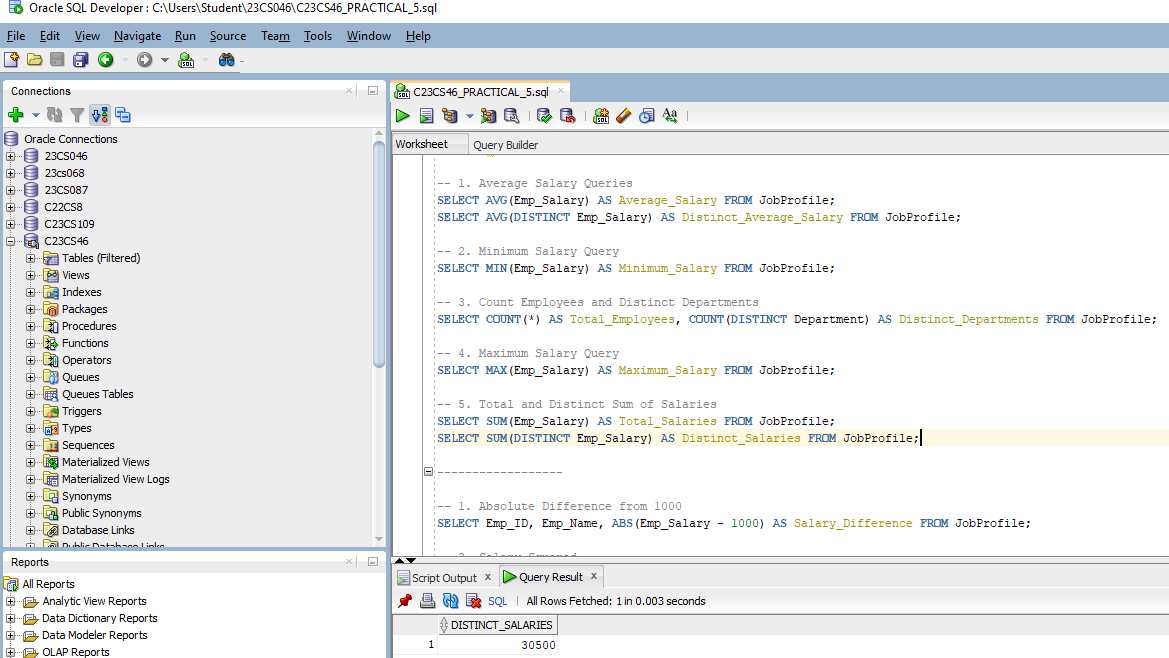 Oracle SQL Developer : C:\Users\Student\23CS046\C23CS46_PRACTICAL_5.sql
File Edit View Navigate Run Source Team Tools Window Help
Connections
Oracle Connections
23CS046
23cs068
23CS087
C22CS8
C23CS109
C23CS46
Tables (Filtered)
Views
Indexes
Packages
Procedures
Functions
Operators
Queues
Queues Tables
Triggers
Types
Sequences
Materialized Views
Materialized View Logs
Synonyms
Public Synonyms
Database Links
Public Database Links
Reports
All Reports
Analytic View Reports
Data Dictionary Reports
Data Modeler Reports
OLAP Reports
C23CS46_PRACTICAL_5.sql
Worksheet Query Builder
-- 1. Average Salary Queries
SELECT AVG(Emp_Salary) AS Average_Salary FROM JobProfile;
SELECT AVG(DISTINCT Emp_Salary) AS Distinct_Average_Salary FROM JobProfile;
-- 2. Minimum Salary Query
SELECT MIN(Emp_Salary) AS Minimum_Salary FROM JobProfile;
-- 3. Count Employees and Distinct Departments
SELECT COUNT(*) AS Total_Employees, COUNT(DISTINCT Department) AS Distinct_Departments FROM JobProfile;
-- 4. Maximum Salary Query
SELECT MAX(Emp_Salary) AS Maximum_Salary FROM JobProfile;
-- 5. Total and Distinct Sum of Salaries
SELECT SUM(Emp_Salary) AS Total_Salaries FROM JobProfile;
SELECT SUM(DISTINCT Emp_Salary) AS Distinct_Salaries FROM JobProfile;
------------------
-- 1. Absolute Difference from 1000
SELECT Emp_ID, Emp_Name, ABS(Emp_Salary - 1000) AS Salary_Difference FROM JobProfile;
Script Output Query Result
SQL All Rows Fetched: 1 in 0.003 seconds
DISTINCT_SALARIES
1 30500